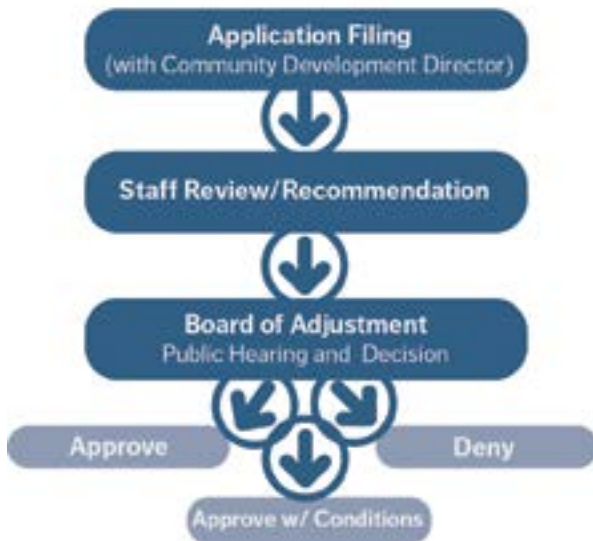 Application Filing
(with Community Development Director)
Staff Review/Recommendation
Board of Adjustment
Public Hearing and Decision
Approve
Deny
Approve w/ Conditions